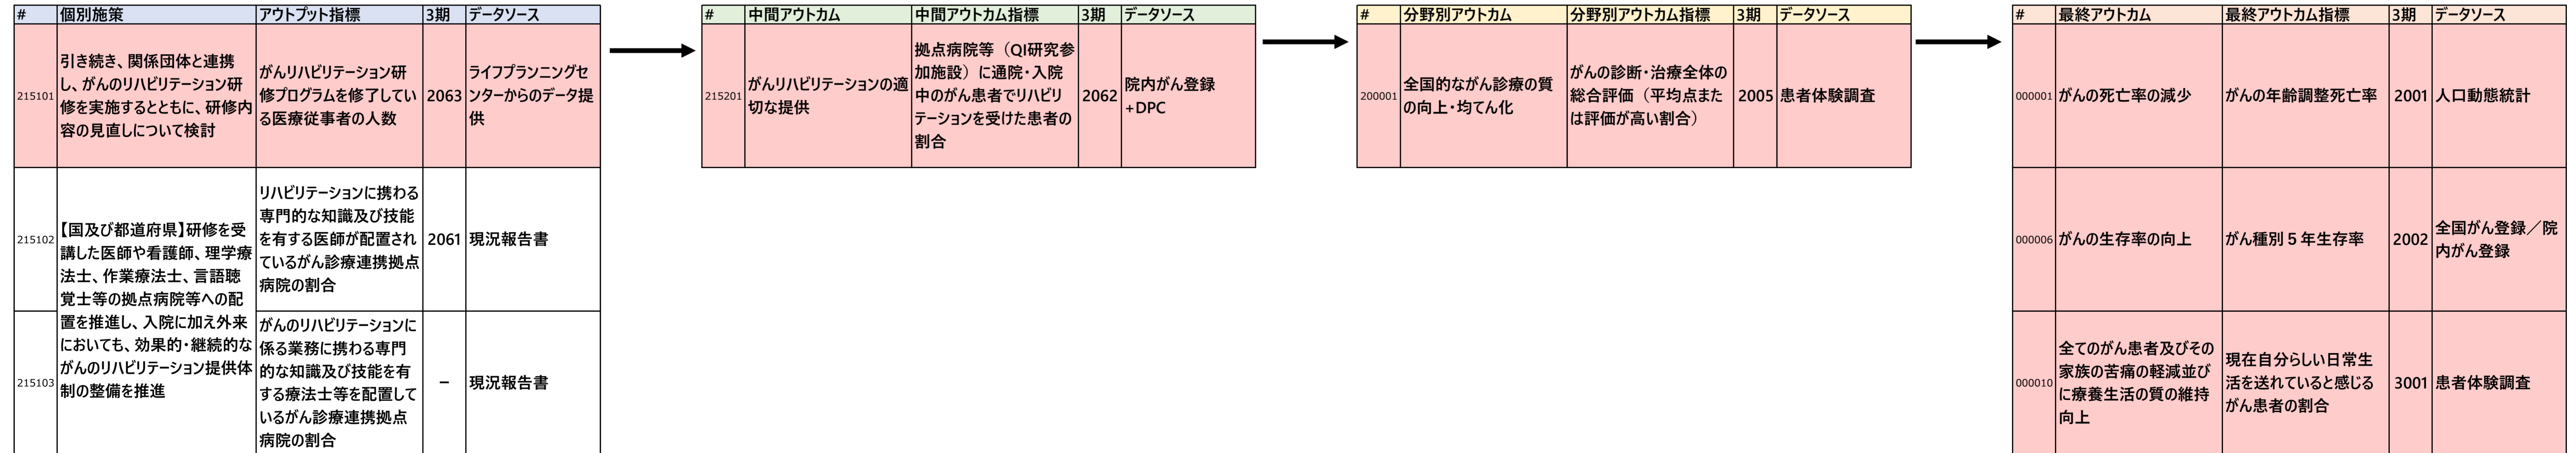 # 個別施策 アウトプット指標 3期 データソース
215101
引き続き、関係団体と連携
し、がんのリハビリテーション研
修を実施するとともに、研修内
容の見直しについて検討
がんリハビリテーション研
修プログラムを修了してい
る医療従事者の人数
2063
ライフプランニングセ
ンターからのデータ提
供
215102
【国及び都道府県】研修を受
講した医師や看護師、理学療
法士、作業療法士、言語聴
覚士等の拠点病院等への配
置を推進し、入院に加え外来
においても、効果的・継続的な
がんのリハビリテーション提供体
制の整備を推進
リハビリテーションに携わる
専門的な知識及び技能
を有する医師が配置され
ているがん診療連携拠点
病院の割合
2061
現況報告書
215103
がんのリハビリテーションに
係る業務に携わる専門
的な知識及び技能を有
する療法士等を配置して
いるがん診療連携拠点
病院の割合
－
現況報告書
# 中間アウトカム 中間アウトカム指標 3期 データソース
215201
がんリハビリテーションの適
切な提供
拠点病院等（QI研究参
加施設）に通院・入院
中のがん患者でリハビリ
テーションを受けた患者の
割合
2062
院内がん登録
+DPC
# 分野別アウトカム 分野別アウトカム指標 3期 データソース
200001
全国的ながん診療の質
の向上・均てん化
がんの診断・治療全体の
総合評価（平均点また
は評価が高い割合）
2005
患者体験調査
# 最終アウトカム 最終アウトカム指標 3期 データソース
000001
がんの死亡率の減少
がんの年齢調整死亡率
2001
人口動態統計
000006
がんの生存率の向上
がん種別５年生存率
2002
全国がん登録／院
内がん登録
000010
全てのがん患者及びその
家族の苦痛の軽減並び
に療養生活の質の維持
向上
現在自分らしい日常生
活を送れていると感じる
がん患者の割合
3001
患者体験調査